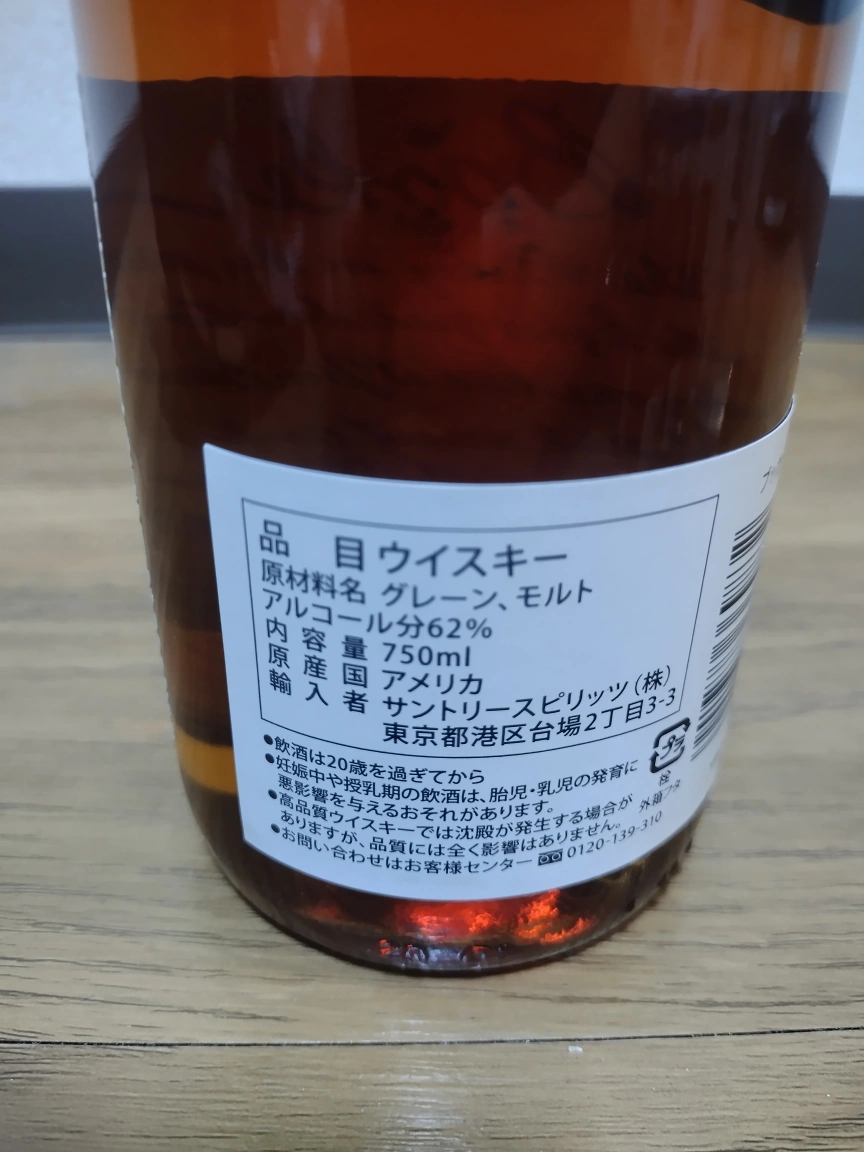 品 目 ウイスキー
原材料名 グレーン、モルト
アルコール分62%
内容量 750ml
原産国 アメリカ
輸入者 サントリースピリッツ(株)
東京都港区台場2丁目3-3
●飲酒は20歳を過ぎてから
●妊娠中や授乳期の飲酒は、胎児・乳児の発育に
悪影響を与えるおそれがあります。
●高品質ウイスキーでは沈殿が発生する場合が
ありますが、品質には全く影響はありません。
●お問い合わせはお客様センター 0120-139-310
プラ
栓
外箱フタ